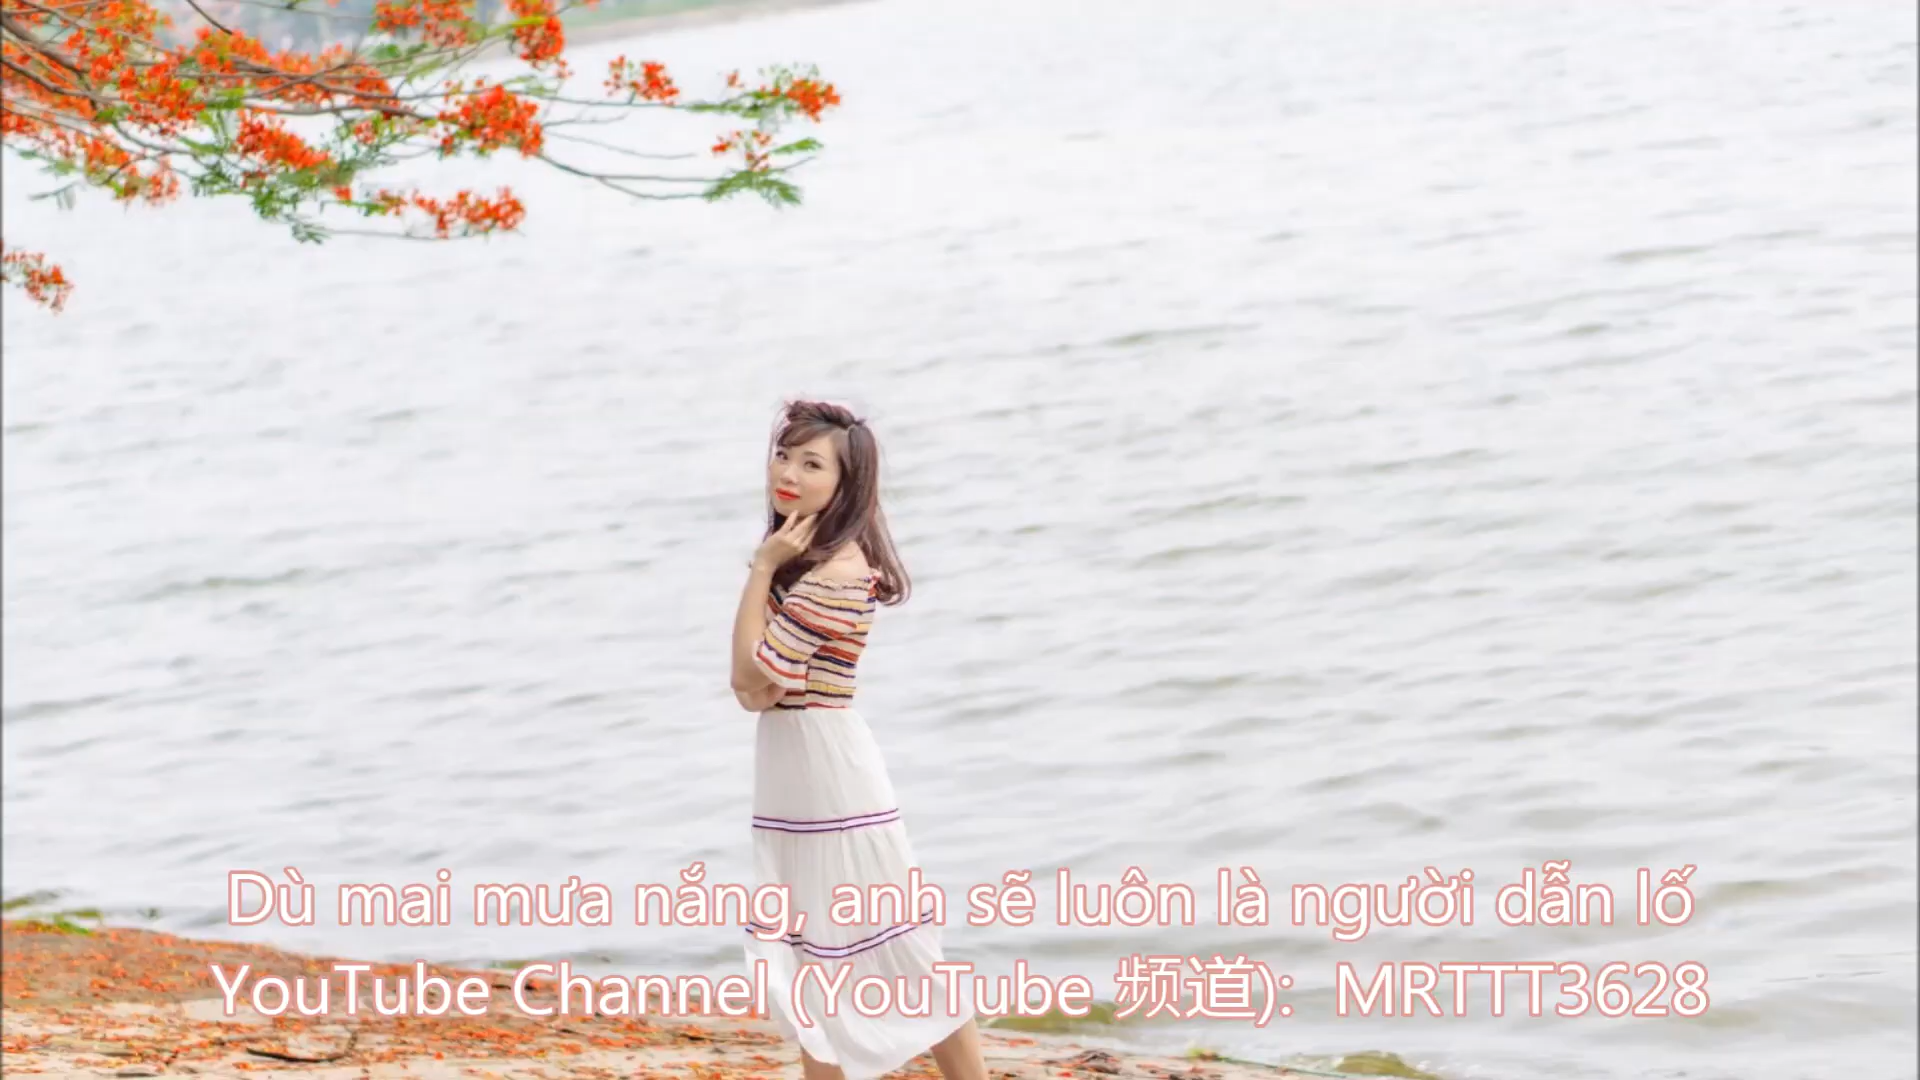 Dù mai mưa nắng, anh sẽ luôn là người dẫn lố
YouTube Channel (YouTube 频道):  MRTTT3628